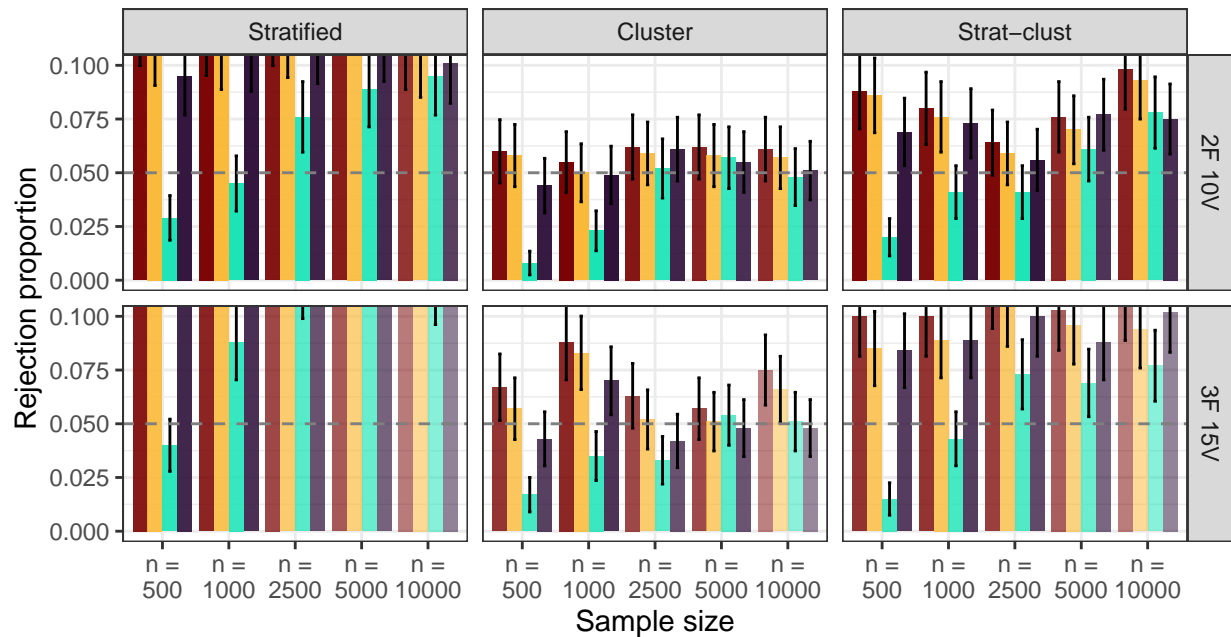 Stratified
Cluster
Strat−clust
Rejection proportion
0.100
0.075
0.050
0.025
0.000
2F 10V
0.100
0.075
0.050
0.025
0.000
3F 15V
n = 500
n = 1000
n = 2500
n = 5000
n = 10000
n = 500
n = 1000
n = 2500
n = 5000
n = 10000
n = 500
n = 1000
n = 2500
n = 5000
n = 10000
Sample size